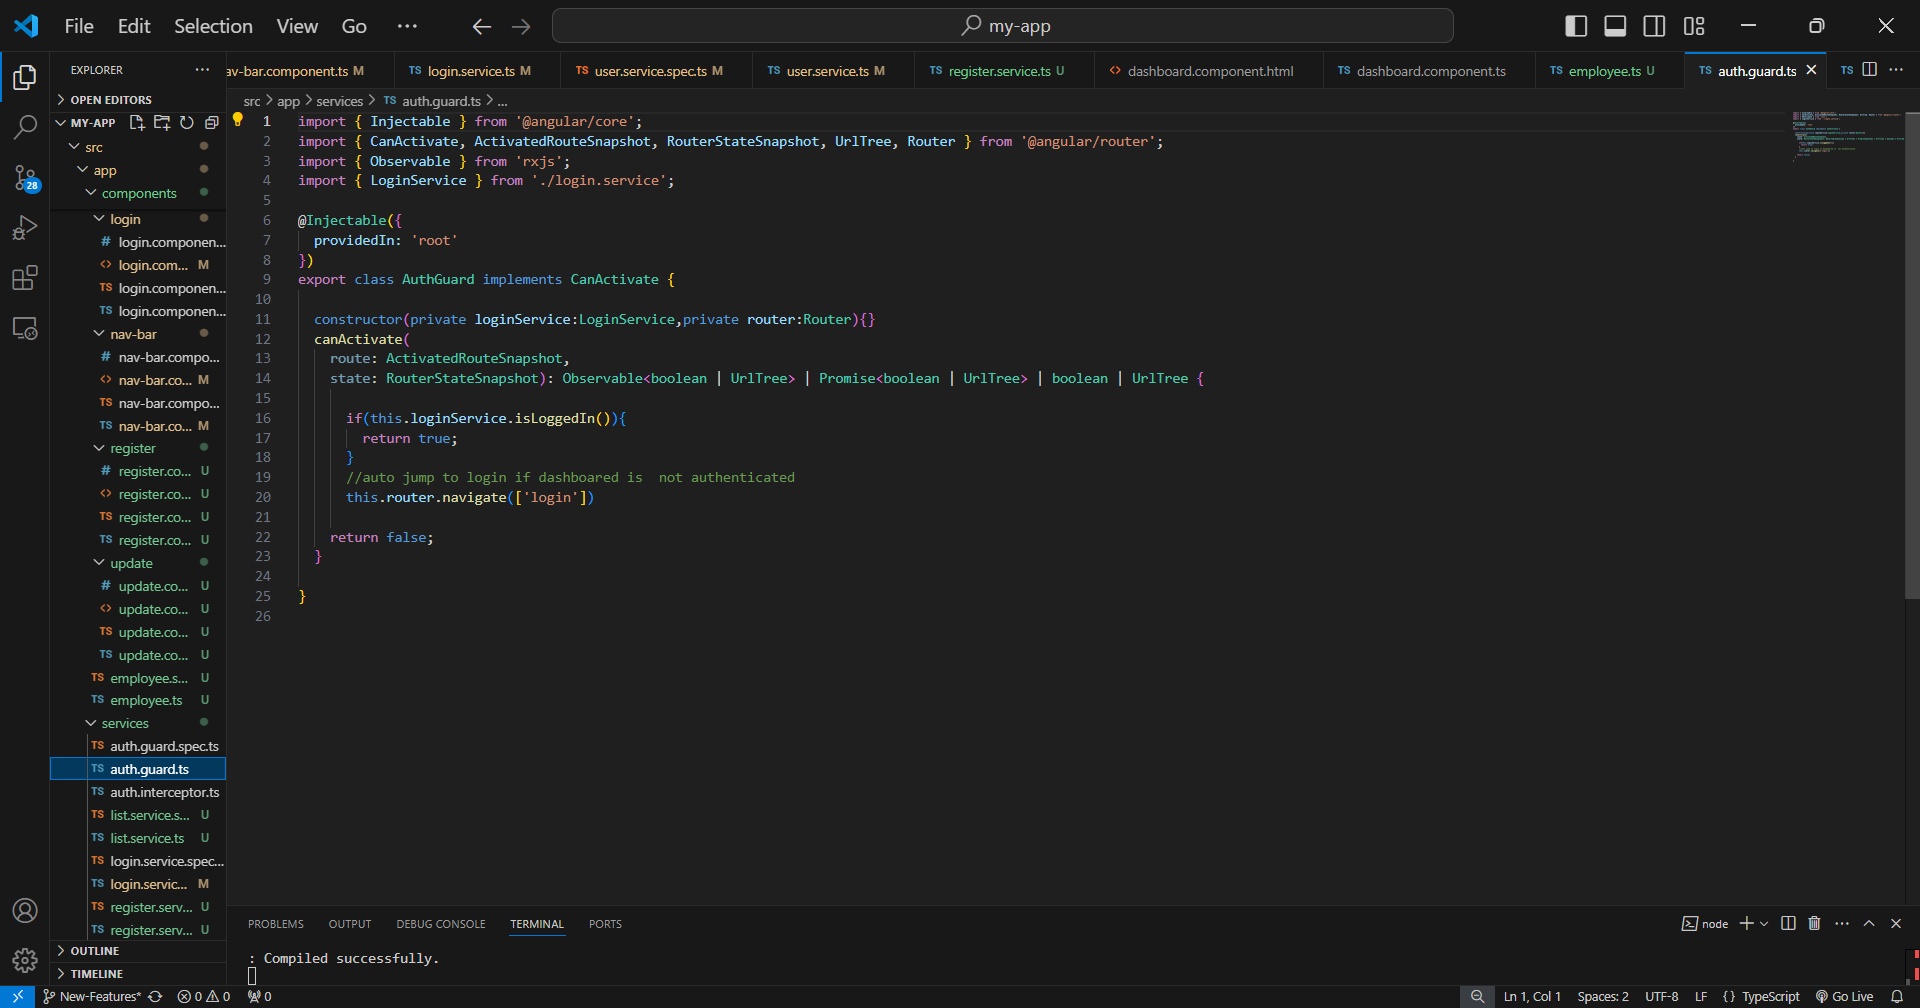 File Edit Selection View Go ··· my-app
EXPLORER ···
av-bar.component.ts M TS login.service.ts M TS user.service.spec.ts M TS user.service.ts M TS register.service.ts U <> dashboard.component.html TS dashboard.component.ts TS employee.ts U TS auth.guard.ts TS ···
src > app > services > TS auth.guard.ts > ...
OPEN EDITORS
MY-APP
src
app
components
login
# login.componen...
<> login.com... M
TS login.componen...
TS login.componen...
nav-bar
# nav-bar.compo...
<> nav-bar.co... M
TS nav-bar.compo...
TS nav-bar.co... M
register
# register.co... U
<> register.co... U
TS register.co... U
TS register.co... U
update
# update.co... U
<> update.co... U
TS update.co... U
TS update.co... U
TS employee.s... U
TS employee.ts U
services
TS auth.guard.spec.ts
TS auth.guard.ts
TS auth.interceptor.ts
TS list.service.s... U
TS list.service.ts U
TS login.service.spec...
TS login.servic... M
TS register.serv... U
TS register.serv... U
OUTLINE
TIMELINE
28
1 import { Injectable } from '@angular/core';
2 import { CanActivate, ActivatedRouteSnapshot, RouterStateSnapshot, UrlTree, Router } from '@angular/router';
3 import { Observable } from 'rxjs';
4 import { LoginService } from './login.service';
5
6 @Injectable({
7 providedIn: 'root'
8 })
9 export class AuthGuard implements CanActivate {
10
11 constructor(private loginService:LoginService,private router:Router){}
12 canActivate(
13 route: ActivatedRouteSnapshot,
14 state: RouterStateSnapshot): Observable<boolean | UrlTree> | Promise<boolean | UrlTree> | boolean | UrlTree {
15
16 if(this.loginService.isLoggedIn()){
17 return true;
18 }
19 //auto jump to login if dashboared is  not authenticated
20 this.router.navigate(['login'])
21
22 return false;
23 }
24
25 }
26
PROBLEMS OUTPUT DEBUG CONSOLE TERMINAL PORTS node ···
: Compiled successfully.
New-Features* 0 0 0 Ln 1, Col 1 Spaces: 2 UTF-8 LF {} TypeScript Go Live